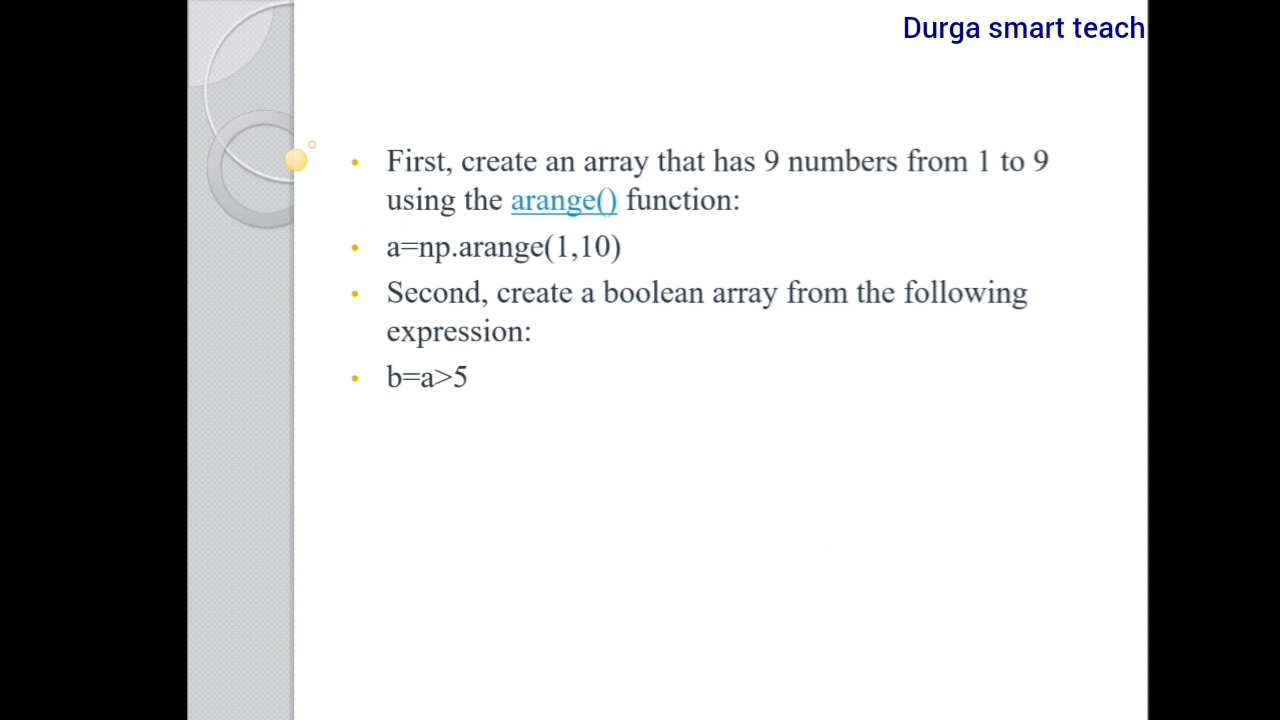 Durga smart teach
• First, create an array that has 9 numbers from 1 to 9
using the arange() function:
• a=np.arange(1,10)
• Second, create a boolean array from the following
expression:
• b=a>5